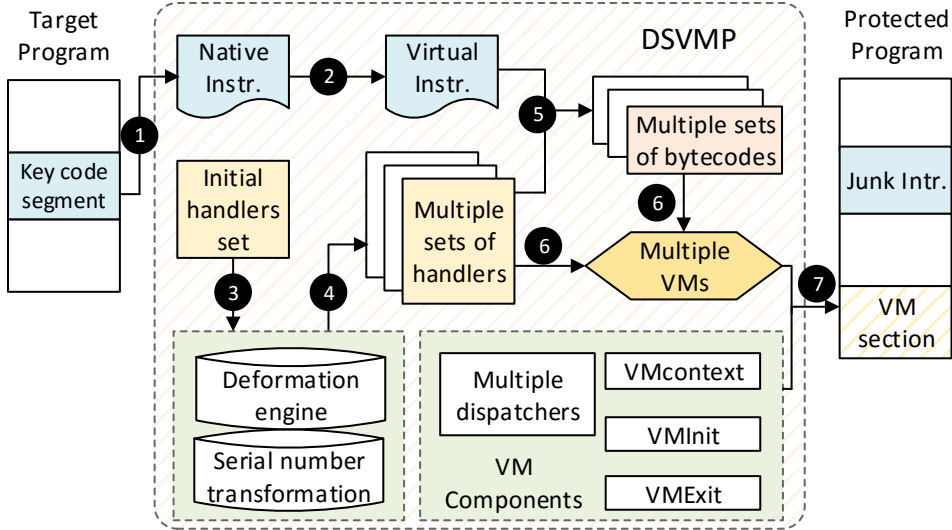 Target
Program
DSVMP
Protected
Program
Native
Instr.
2
Virtual
Instr.
1
5
Multiple sets
of bytecodes
Key code
segment
Initial
handlers
set
Multiple
sets of
handlers
6
6
Multiple
VMs
Junk Intr.
3
4
7
VM
section
Deformation
engine
Serial number
transformation
Multiple
dispatchers
VMcontext
VMInit
VMExit
VM
Components